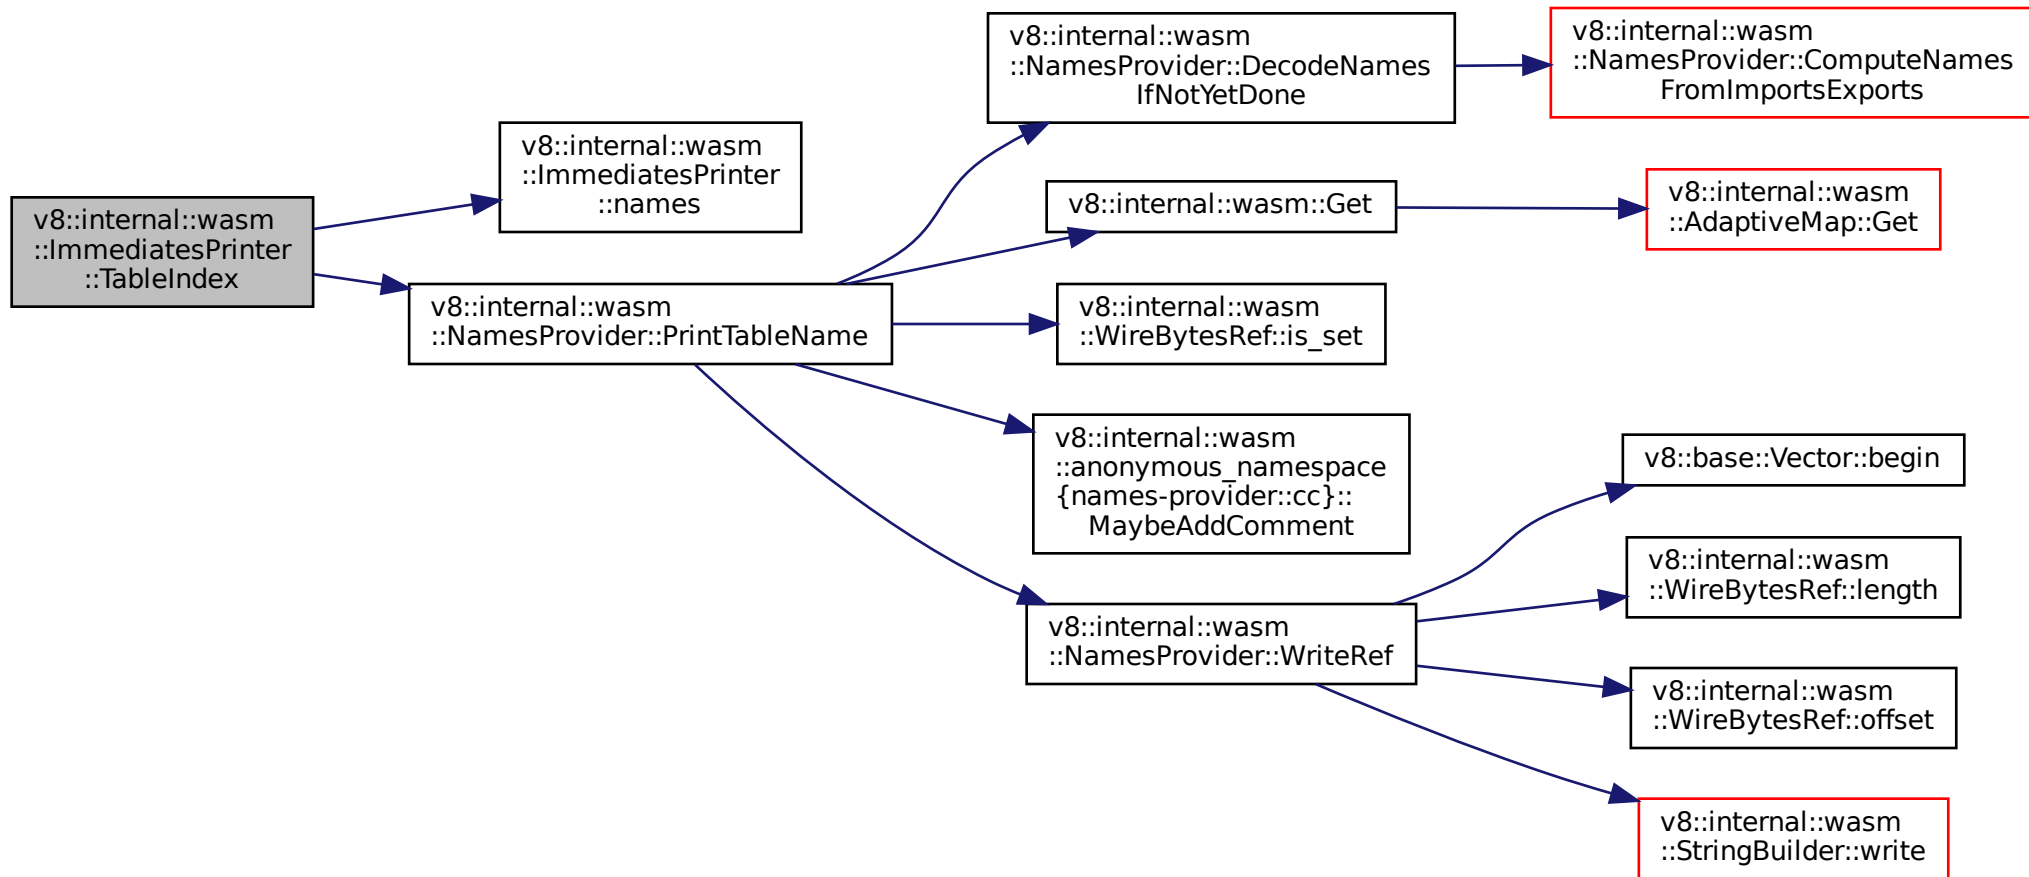 v8::internal::wasm
::ImmediatesPrinter
::TableIndex
v8::internal::wasm
::ImmediatesPrinter
::names
v8::internal::wasm
::NamesProvider::PrintTableName
v8::internal::wasm
::NamesProvider::DecodeNames
IfNotYetDone
v8::internal::wasm
::NamesProvider::ComputeNames
FromImportsExports
v8::internal::wasm::Get
v8::internal::wasm
::AdaptiveMap::Get
v8::internal::wasm
::WireBytesRef::is_set
v8::internal::wasm
::anonymous_namespace
{names-provider::cc}::
MaybeAddComment
v8::internal::wasm
::NamesProvider::WriteRef
v8::base::Vector::begin
v8::internal::wasm
::WireBytesRef::length
v8::internal::wasm
::WireBytesRef::offset
v8::internal::wasm
::StringBuilder::write